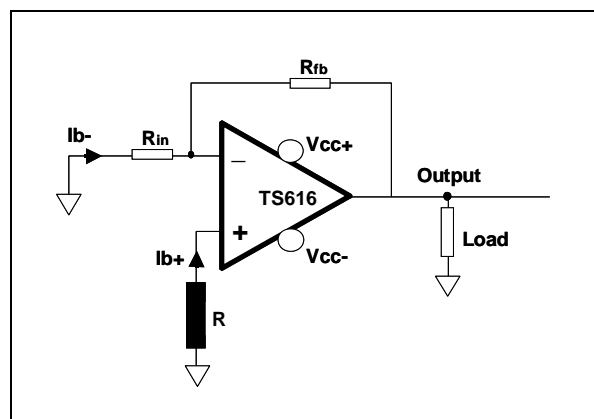 Rfb
Ib-
Rin
Vcc+
_
TS616
Output
+
Vcc-
Load
Ib+
R